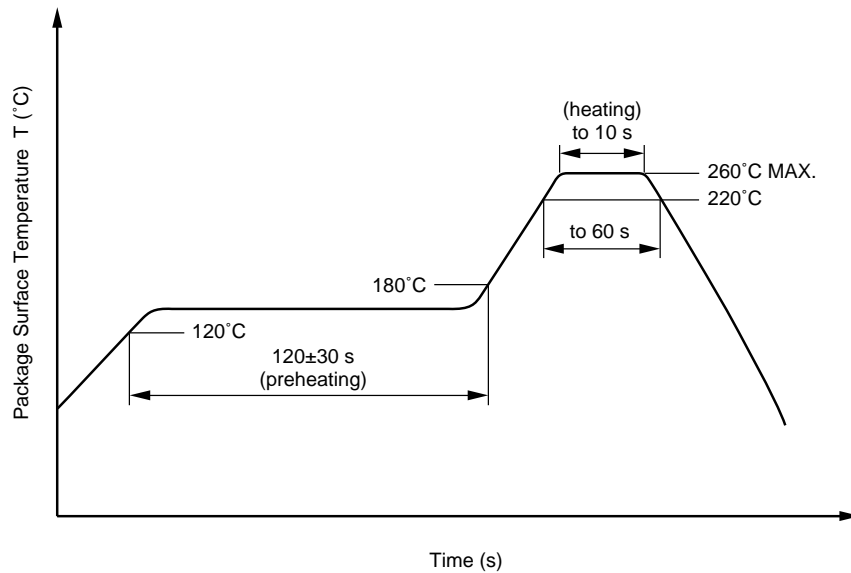 Package Surface Temperature T (˚C)
(heating)
to 10 s
260˚C MAX.
220˚C
to 60 s
180˚C
120˚C
120±30 s
(preheating)
Time (s)